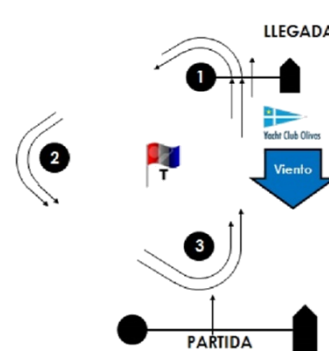 LLEGADA
1
Yacht Club Olivos
2
T
Viento
3
PARTIDA